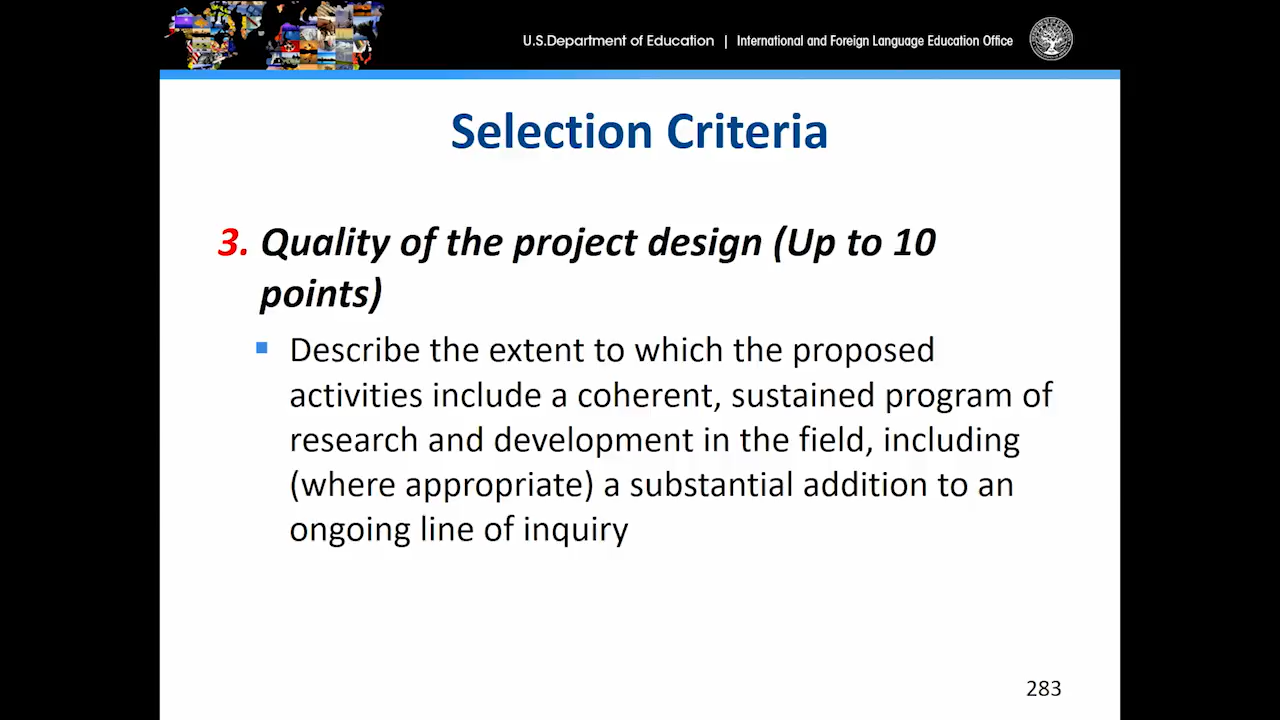 U.S.Department of Education | International and Foreign Language Education Office
Selection Criteria
3. Quality of the project design (Up to 10
points)
▪ Describe the extent to which the proposed
activities include a coherent, sustained program of
research and development in the field, including
(where appropriate) a substantial addition to an
ongoing line of inquiry
283